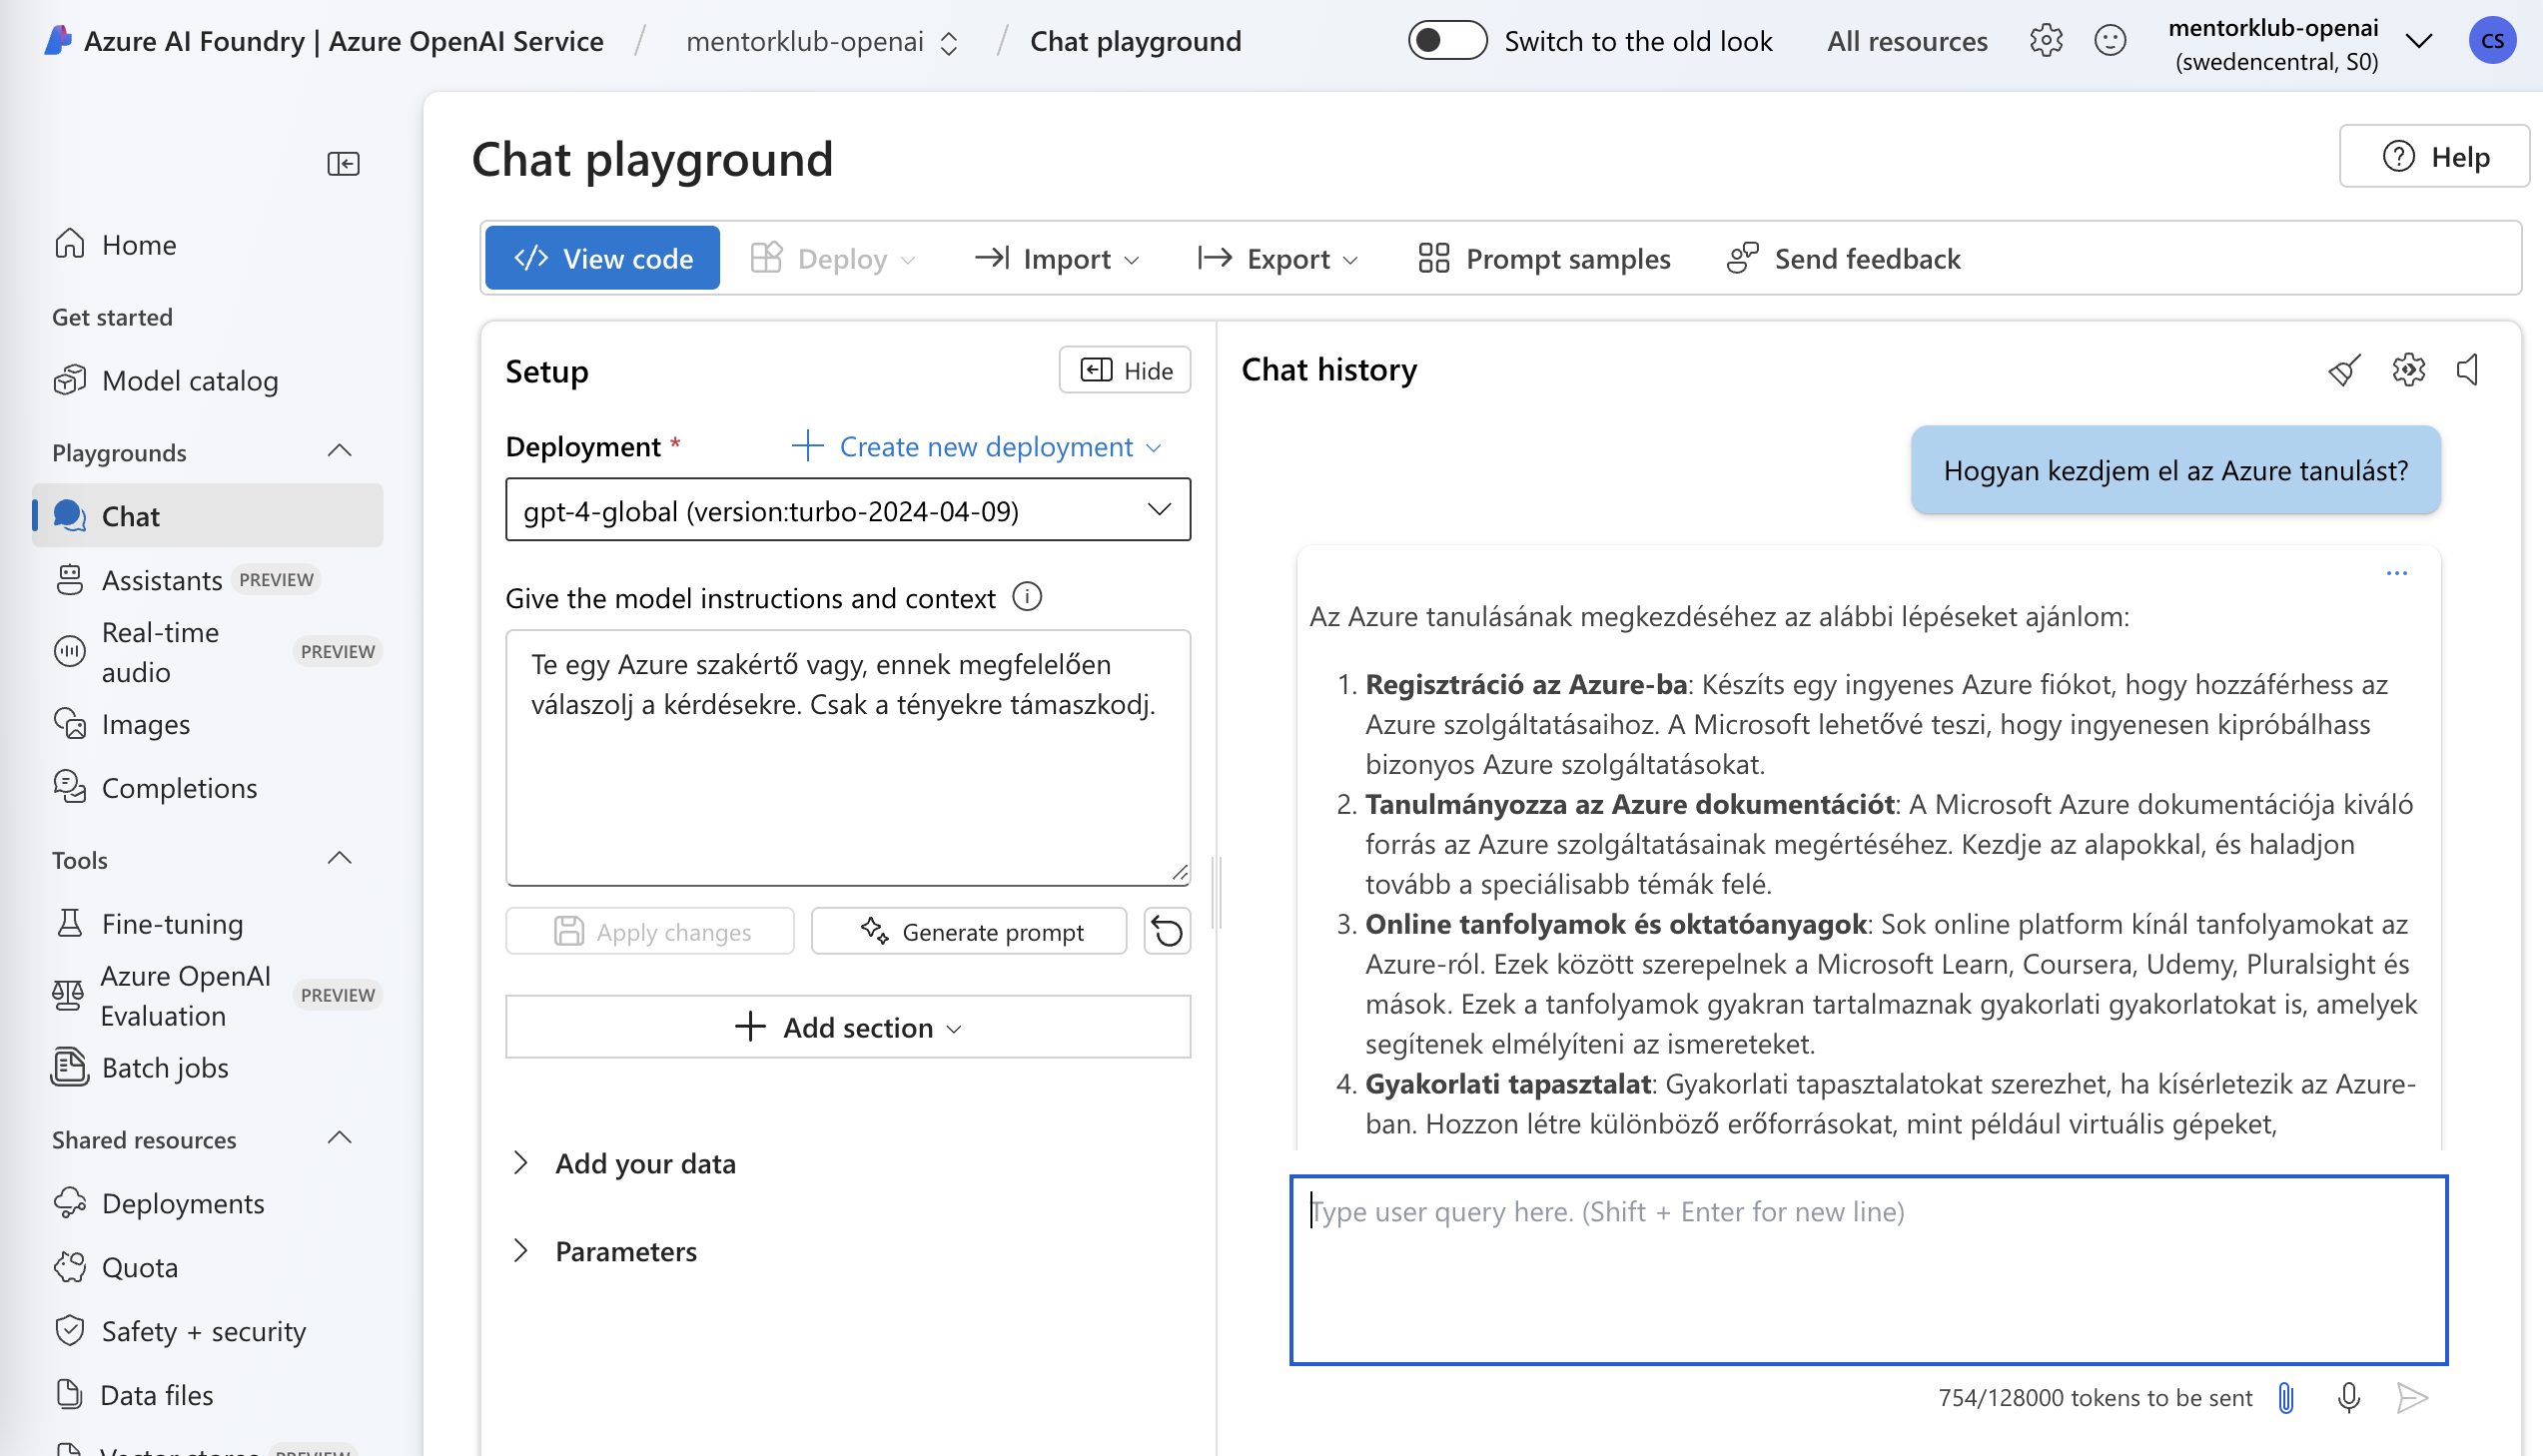 Azure AI Foundry | Azure OpenAI Service / mentorklub-openai / Chat playground
Switch to the old look
All resources
mentorklub-openai
(swedencentral, S0)
CS
Home
Get started
Model catalog
Playgrounds
Chat
Assistants PREVIEW
Real-time
audio
PREVIEW
Images
Completions
Tools
Fine-tuning
Azure OpenAI
Evaluation
PREVIEW
Batch jobs
Shared resources
Deployments
Quota
Safety + security
Data files
Vector stores PREVIEW
Chat playground
Help
View code
Deploy
Import
Export
Prompt samples
Send feedback
Setup
Hide
Deployment *
Create new deployment
gpt-4-global (version:turbo-2024-04-09)
Give the model instructions and context
Te egy Azure szakértő vagy, ennek megfelelően
válaszolj a kérdésekre. Csak a tényekre támaszkodj.
Apply changes
Generate prompt
Add section
Add your data
Parameters
Chat history
Hogyan kezdjem el az Azure tanulást?
Az Azure tanulásának megkezdéséhez az alábbi lépéseket ajánlom:
1. Regisztráció az Azure-ba: Készíts egy ingyenes Azure fiókot, hogy hozzáférhess az
Azure szolgáltatásaihoz. A Microsoft lehetővé teszi, hogy ingyenesen kipróbálhass
bizonyos Azure szolgáltatásokat.
2. Tanulmányozza az Azure dokumentációt: A Microsoft Azure dokumentációja kiváló
forrás az Azure szolgáltatásainak megértéséhez. Kezdje az alapokkal, és haladjon
tovább a speciálisabb témák felé.
3. Online tanfolyamok és oktatóanyagok: Sok online platform kínál tanfolyamokat az
Azure-ról. Ezek között szerepelnek a Microsoft Learn, Coursera, Udemy, Pluralsight és
mások. Ezek a tanfolyamok gyakran tartalmaznak gyakorlati gyakorlatokat is, amelyek
segítenek elmélyíteni az ismereteket.
4. Gyakorlati tapasztalat: Gyakorlati tapasztalatokat szerezhet, ha kísérletezik az Azure-
ban. Hozzon létre különböző erőforrásokat, mint például virtuális gépeket,
Type user query here. (Shift + Enter for new line)
754/128000 tokens to be sent